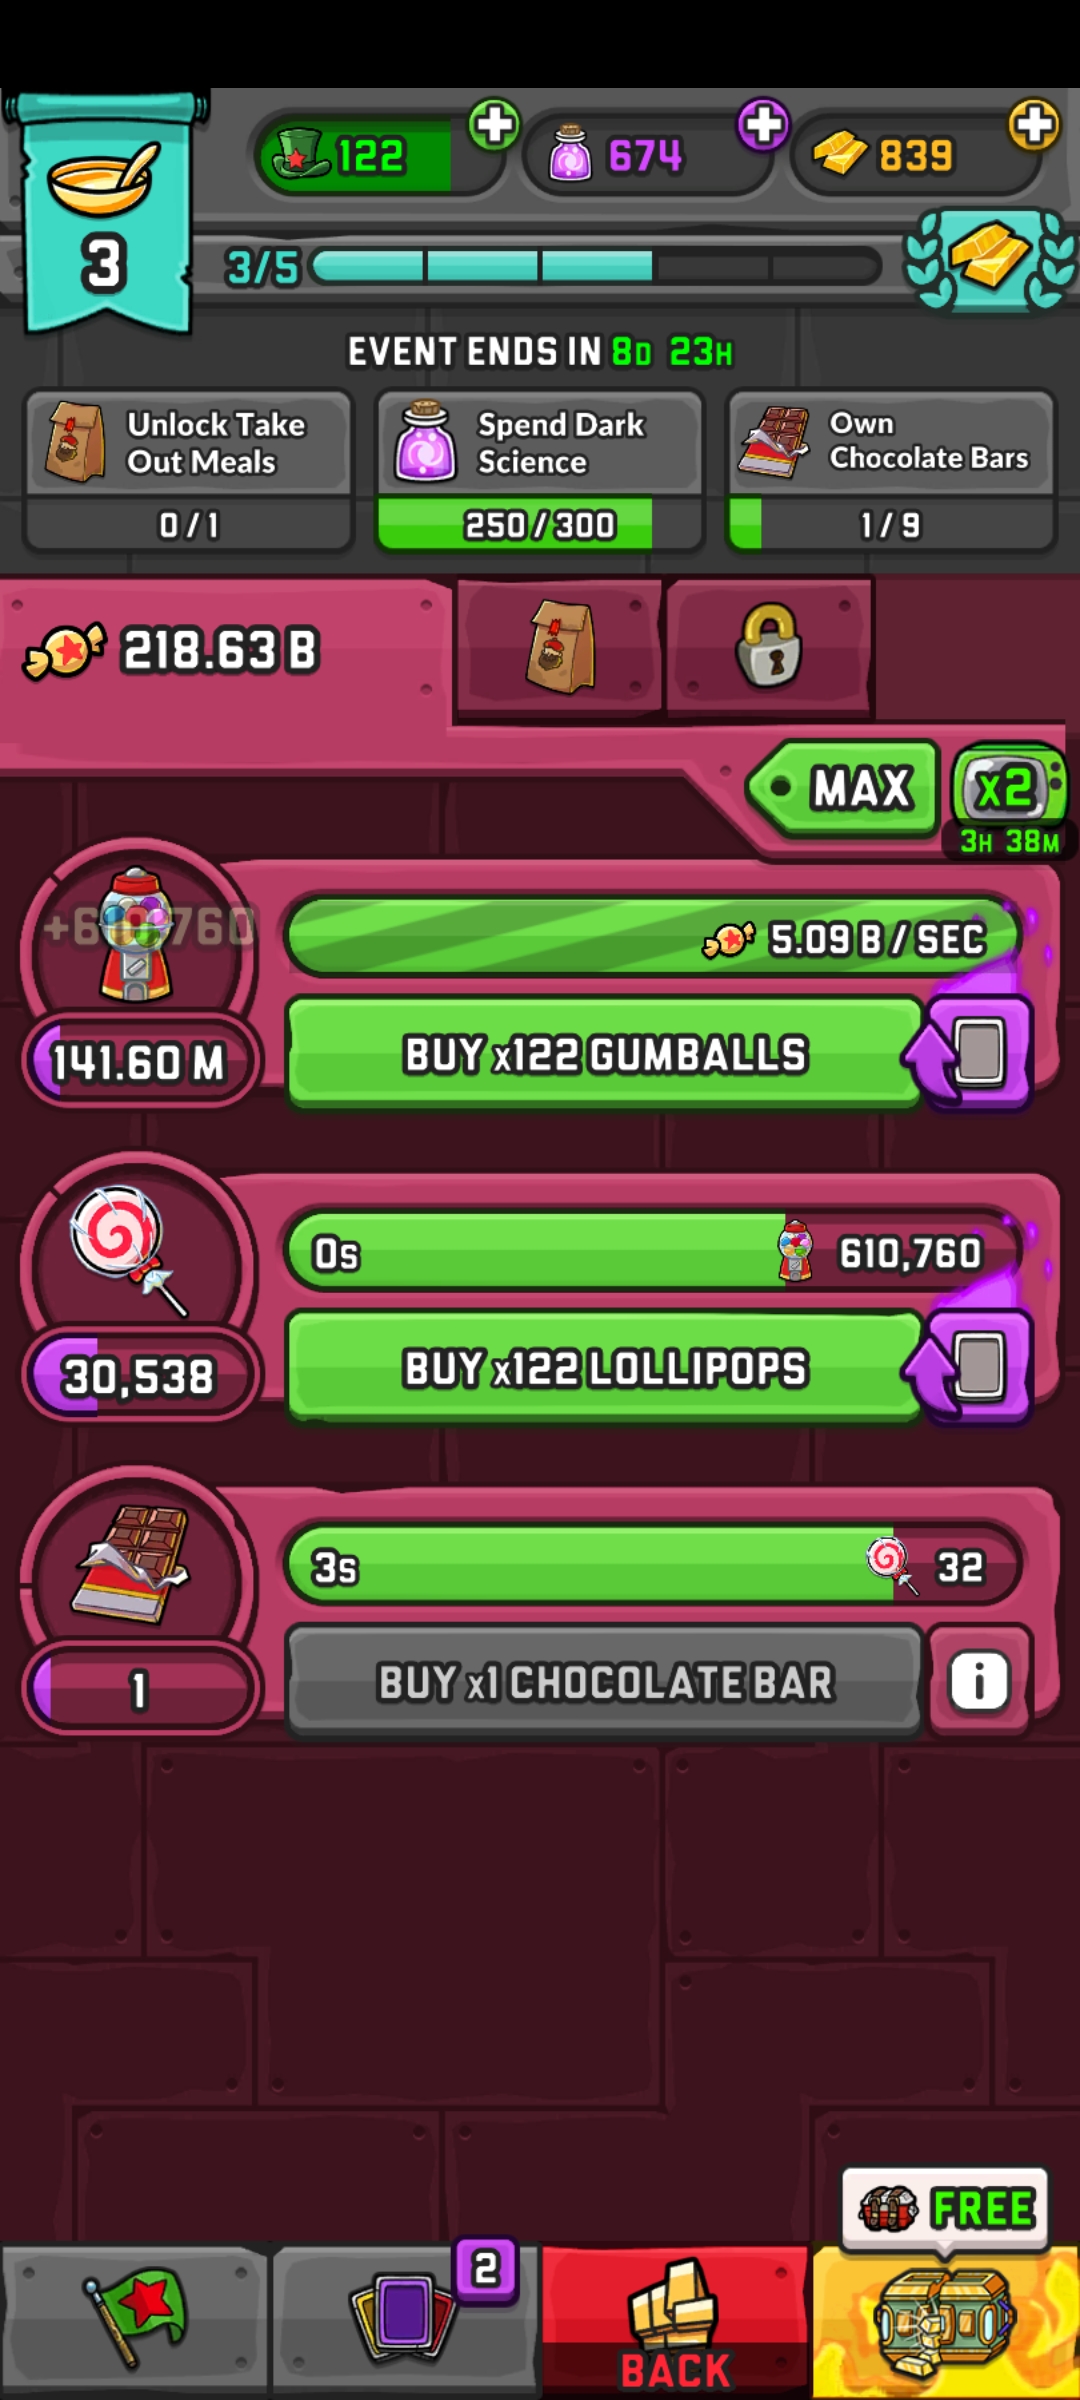 122
674
839
3
3/5
EVENT ENDS IN 8D 23H
Unlock Take
Out Meals
0/1
Spend Dark
Science
250/300
Own
Chocolate Bars
1/9
218.63 B
MAX
x2
3H 38M
5.09 B / SEC
141.60 M
BUY x122 GUMBALLS
0s
610,760
30,538
BUY x122 LOLLIPOPS
3s
32
1
BUY x1 CHOCOLATE BAR
i
FREE
2
BACK